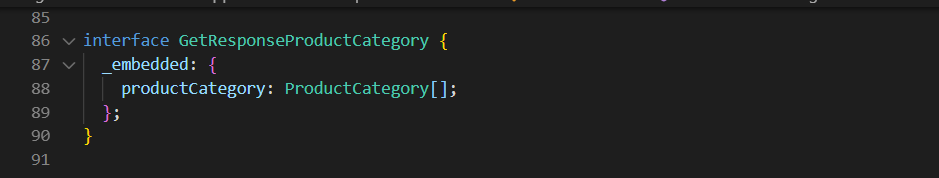 85
86 interface GetResponseProductCategory {
87 _embedded: {
88 productCategory: ProductCategory[];
89 };
90 }
91